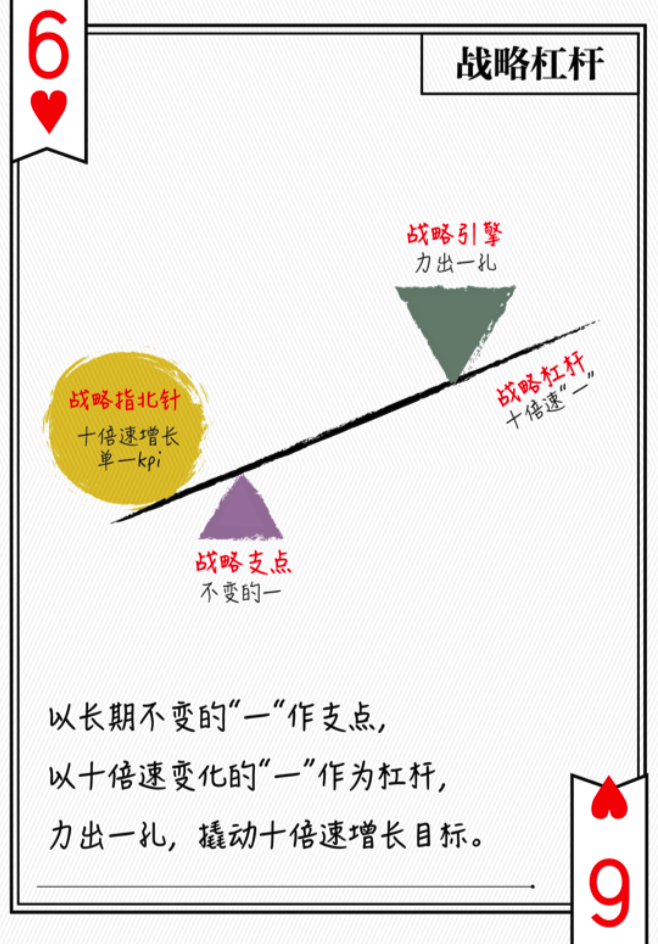 6
战略杠杆
战略引擎
力出一孔
战略杠杆
十倍速“一”
战略指北针
十倍速增长
单一kpi
战略支点
不变的一
以长期不变的“一“作支点，
以十倍速变化的“一”作为杠杆，
力出一孔，撬动十倍速增长目标。
6